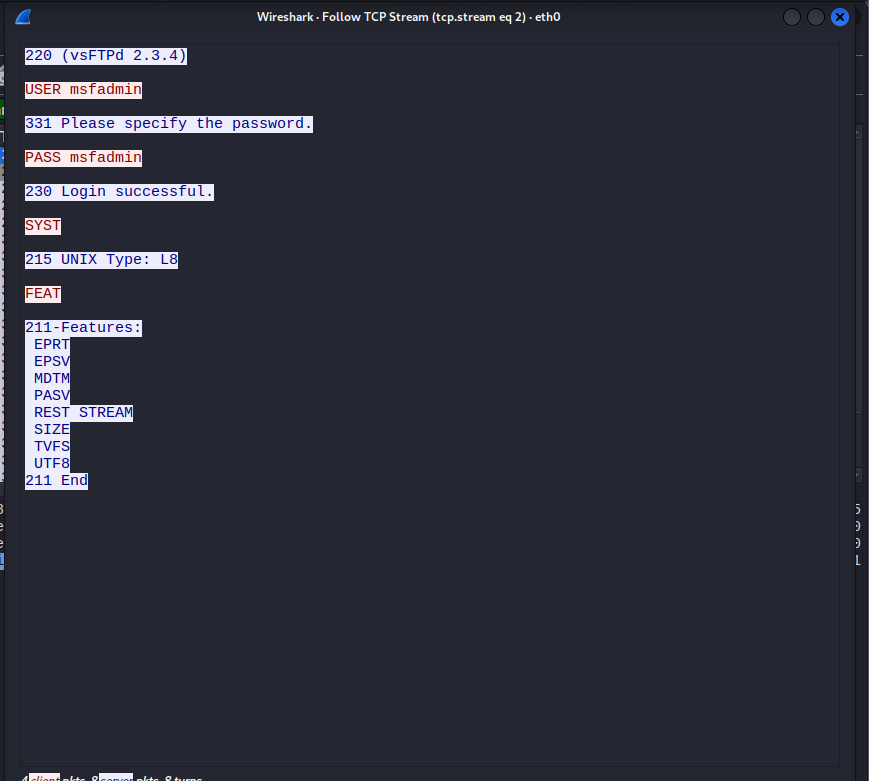 Wireshark · Follow TCP Stream (tcp.stream eq 2) · eth0
220 (vsFTPd 2.3.4)
USER msfadmin
331 Please specify the password.
PASS msfadmin
230 Login successful.
SYST
215 UNIX Type: L8
FEAT
211-Features:
 EPRT
 EPSV
 MDTM
 PASV
 REST STREAM
 SIZE
 TVFS
 UTF8
211 End
4 client pkts, 8 server pkts, 8 turns.